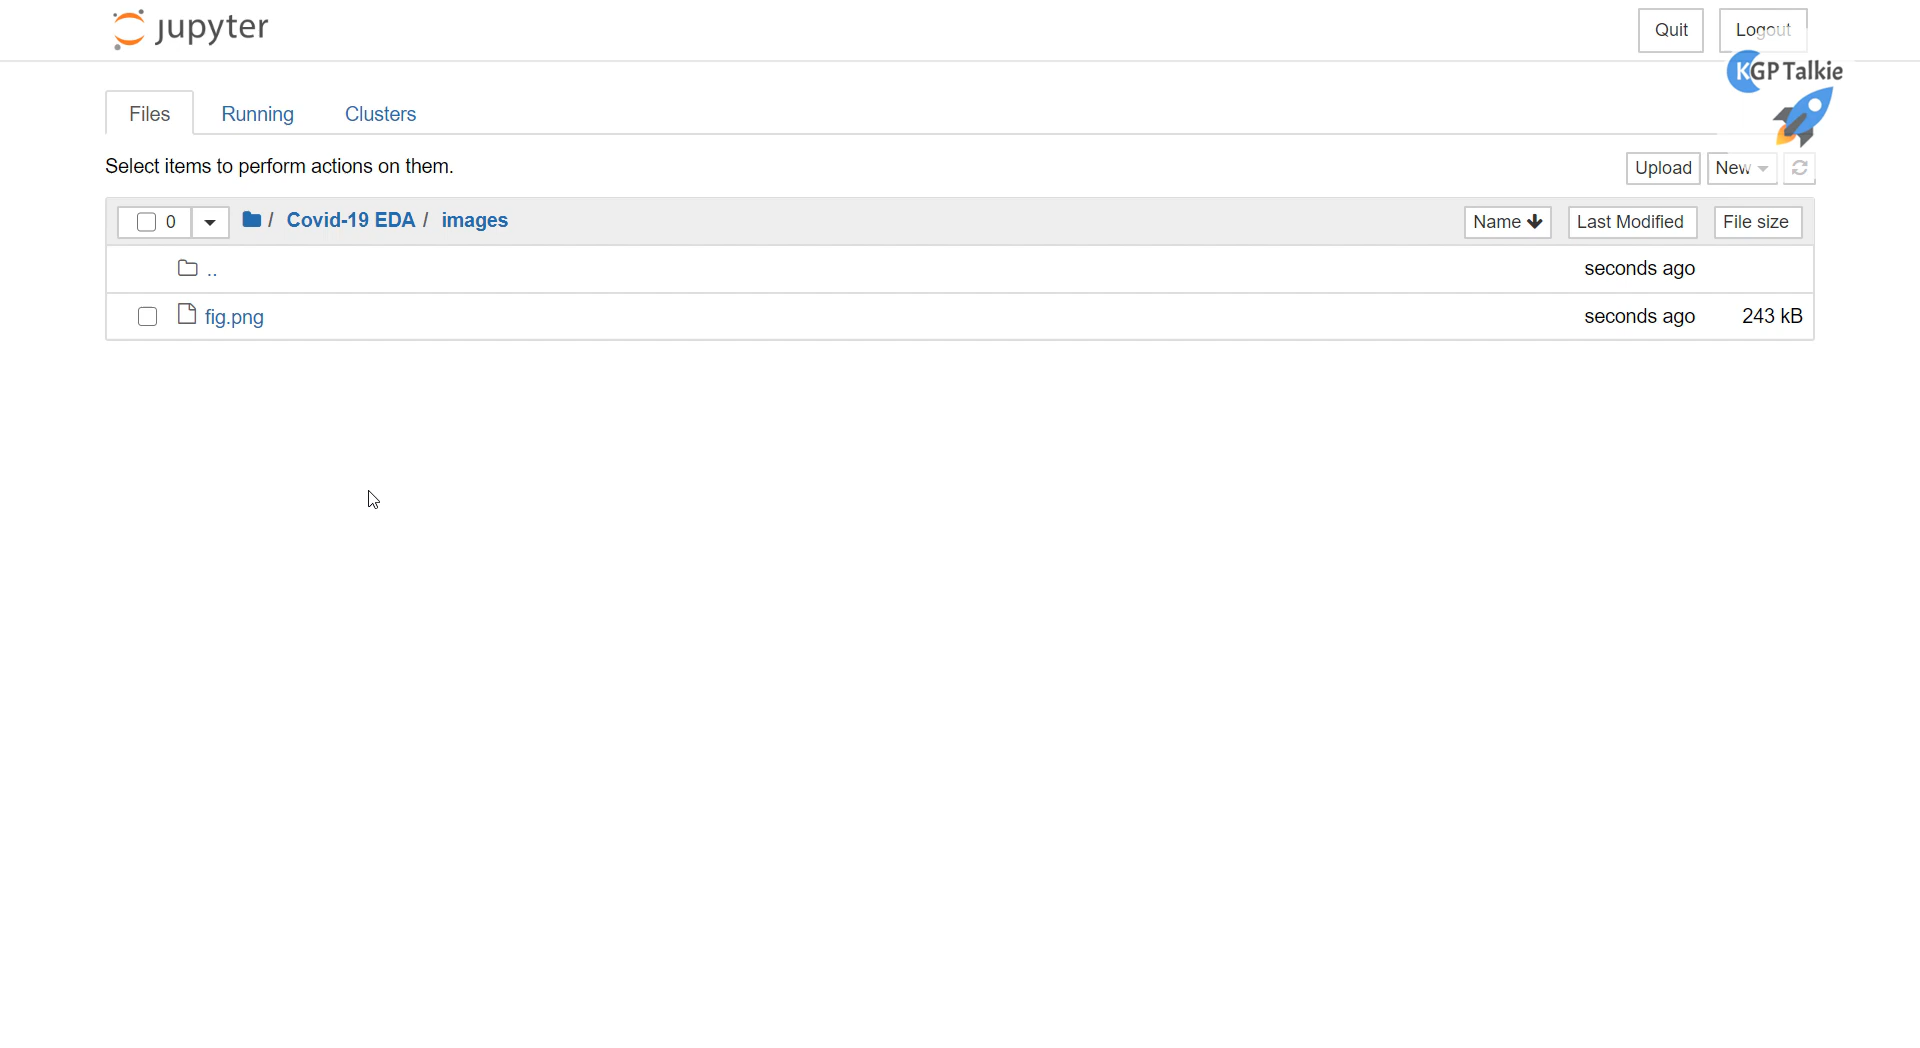 jupyter
Quit
Logout
KGP Talkie
Files
Running
Clusters
Select items to perform actions on them.
Upload
New
0
/ Covid-19 EDA / images
Name
Last Modified
File size
..
seconds ago
fig.png
seconds ago
243 kB